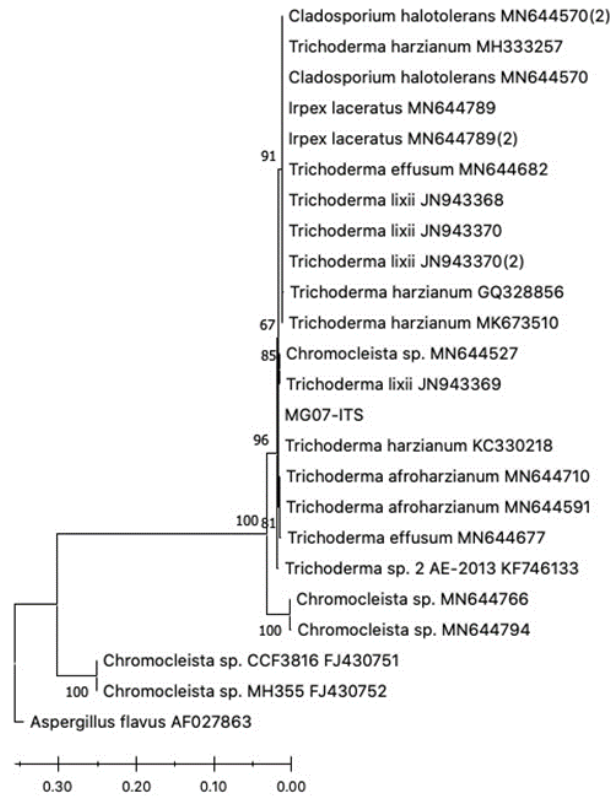 Cladosporium halotolerans MN644570(2)
Trichoderma harzianum MH333257
Cladosporium halotolerans MN644570
Irpex laceratus MN644789
Irpex laceratus MN644789(2)
91
Trichoderma effusum MN644682
Trichoderma lixii JN943368
Trichoderma lixii JN943370
Trichoderma lixii JN943370(2)
Trichoderma harzianum GQ328856
67
Trichoderma harzianum MK673510
85
Chromocleista sp. MN644527
Trichoderma lixii JN943369
MG07-ITS
96
Trichoderma harzianum KC330218
Trichoderma afroharzianum MN644710
Trichoderma afroharzianum MN644591
100
81
Trichoderma effusum MN644677
Trichoderma sp. 2 AE-2013 KF746133
Chromocleista sp. MN644766
100
Chromocleista sp. MN644794
Chromocleista sp. CCF3816 FJ430751
100
Chromocleista sp. MH355 FJ430752
Aspergillus flavus AF027863
0.30 0.20 0.10 0.00